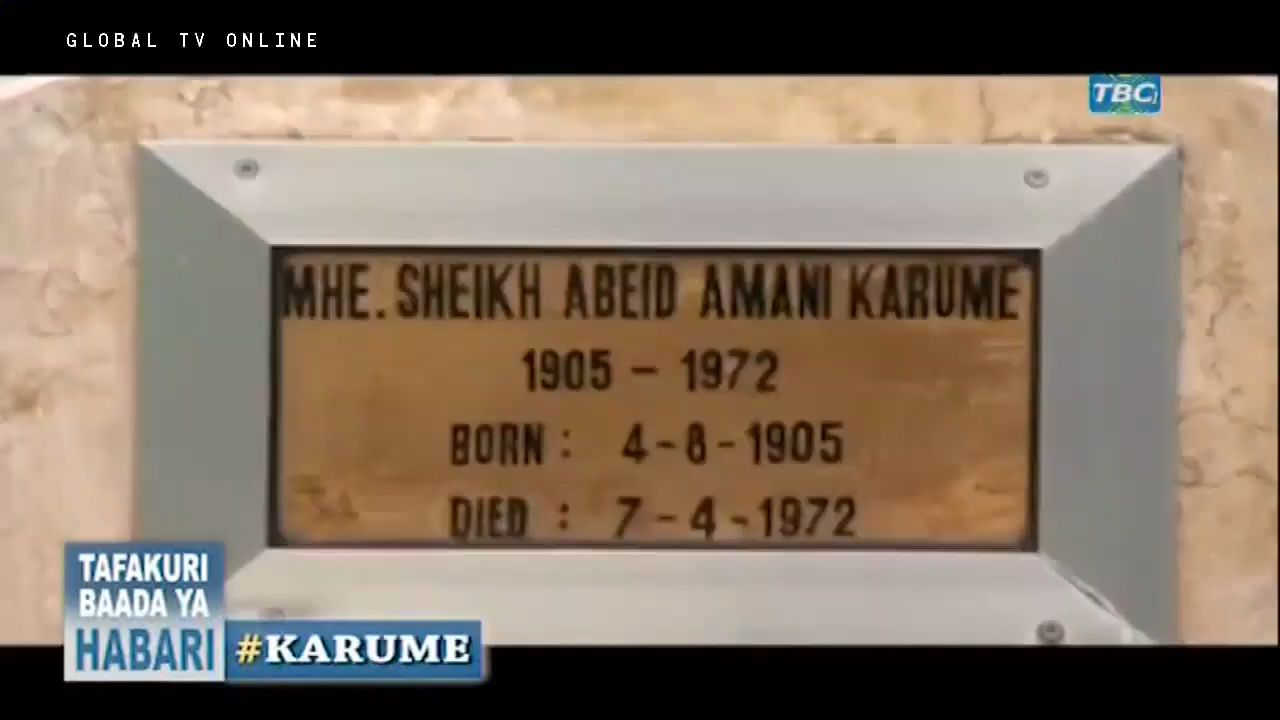 GLOBAL TV ONLINE
TBC1
MHE. SHEIKH ABEID AMANI KARUME
1905 - 1972
BORN : 4-8-1905
DIED : 7-4-1972
TAFAKURI
BAADA YA
HABARI
#KARUME